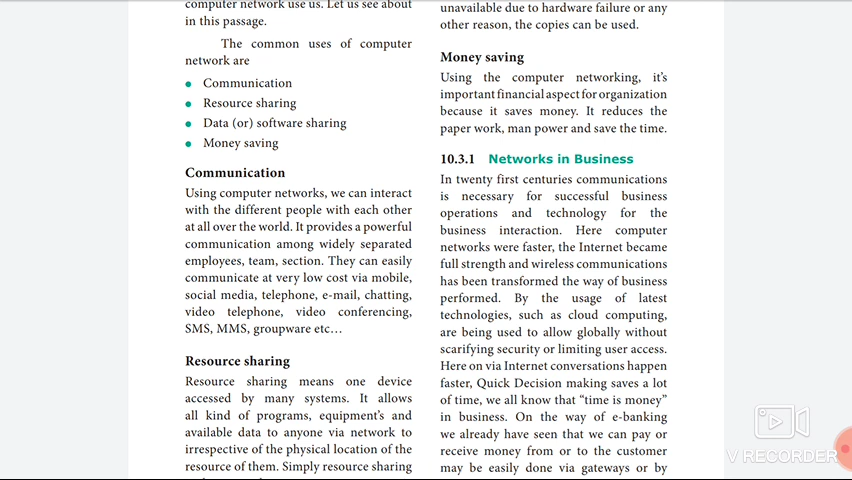 computer network use us. Let us see about
in this passage.
The common uses of computer
network are
Communication
Resource sharing
Data (or) software sharing
Money saving
Communication
Using computer networks, we can interact
with the different people with each other
at all over the world. It provides a powerful
communication among widely separated
employees, team, section. They can easily
communicate at very low cost via mobile,
social media, telephone, e-mail, chatting,
video telephone, video conferencing,
SMS, MMS, groupware etc…
Resource sharing
Resource sharing means one device
accessed by many systems. It allows
all kind of programs, equipment's and
available data to anyone via network to
irrespective of the physical location of the
resource of them. Simply resource sharing
unavailable due to hardware failure or any
other reason, the copies can be used.
Money saving
Using the computer networking, it's
important financial aspect for organization
because it saves money. It reduces the
paper work, man power and save the time.
10.3.1 Networks in Business
In twenty first centuries communications
is necessary for successful business
operations and technology for the
business interaction. Here computer
networks were faster, the Internet became
full strength and wireless communications
has been transformed the way of business
performed. By the usage of latest
technologies, such as cloud computing,
are being used to allow globally without
scarifying security or limiting user access.
Here on via Internet conversations happen
faster, Quick Decision making saves a lot
of time, we all know that "time is money"
in business. On the way of e-banking
we already have seen that we can pay or
receive money from or to the customer
may be easily done via gateways or by
V RECORDER